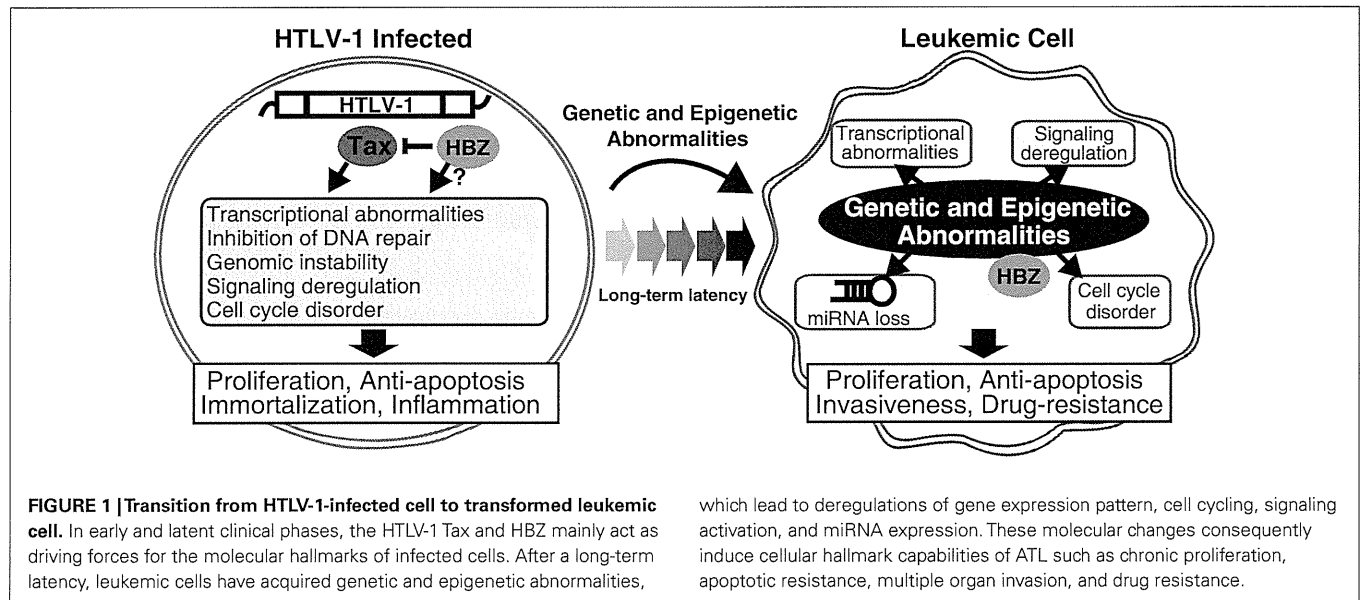 HTLV-1 Infected
HTLV-1
Tax
HBZ
?
Transcriptional abnormalities
Inhibition of DNA repair
Genomic instability
Signaling deregulation
Cell cycle disorder
Proliferation, Anti-apoptosis
Immortalization, Inflammation
Genetic and Epigenetic
Abnormalities
Long-term latency
Leukemic Cell
Transcriptional
abnormalities
Signaling
deregulation
Genetic and Epigenetic
Abnormalities
HBZ
miRNA loss
Cell cycle
disorder
Proliferation, Anti-apoptosis
Invasiveness, Drug-resistance
FIGURE 1 | Transition from HTLV-1-infected cell to transformed leukemic
cell. In early and latent clinical phases, the HTLV-1 Tax and HBZ mainly act as
driving forces for the molecular hallmarks of infected cells. After a long-term
latency, leukemic cells have acquired genetic and epigenetic abnormalities,
which lead to deregulations of gene expression pattern, cell cycling, signaling
activation, and miRNA expression. These molecular changes consequently
induce cellular hallmark capabilities of ATL such as chronic proliferation,
apoptotic resistance, multiple organ invasion, and drug resistance.